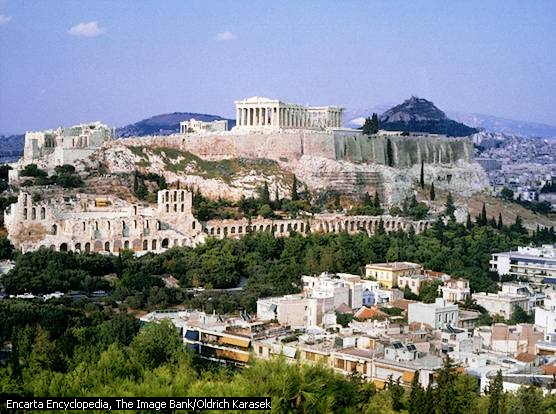 Encarta Encyclopedia, The Image Bank/Oldrich Karasek